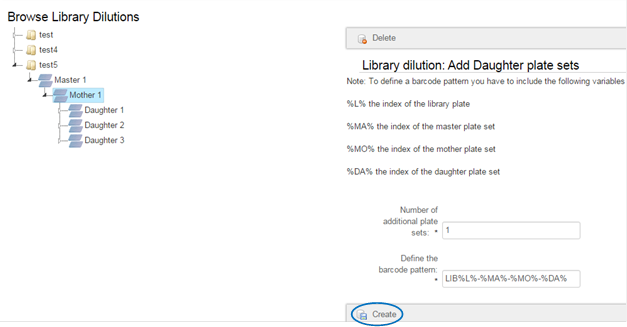 Browse Library Dilutions
test
test4
test5
Master 1
Mother 1
Daughter 1
Daughter 2
Daughter 3
Delete
Library dilution: Add Daughter plate sets
Note: To define a barcode pattern you have to include the following variables
%L% the index of the library plate
%MA% the index of the master plate set
%MO% the index of the mother plate set
%DA% the index of the daughter plate set
Number of
additional plate
sets: * 1
Define the
barcode pattern:
* LIB%L%-%MA%-%MO%-%DA%
Create